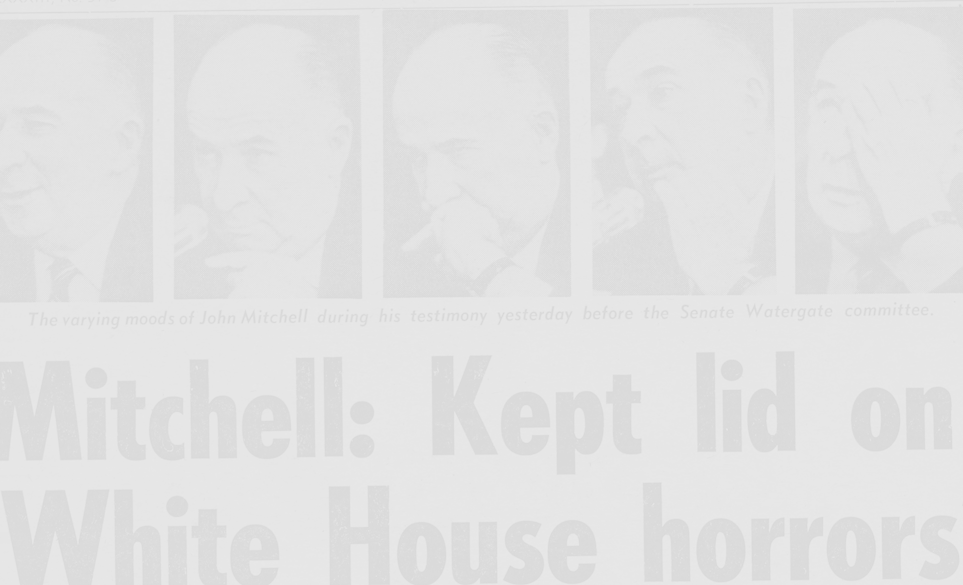 The varying moods of John Mitchell during his testimony yesterday before the Senate Watergate committee.
Mitchell: Kept lid on
White House horrors